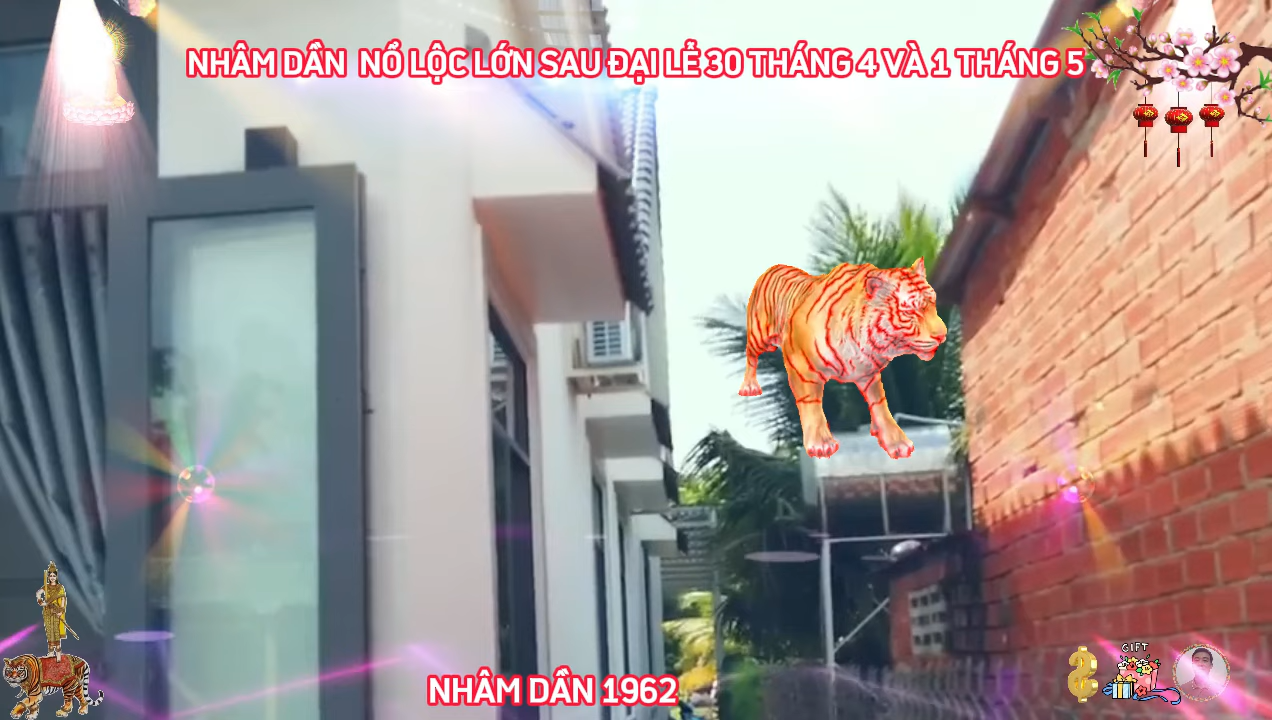 NHÂM DẦN NỔ LỘC LỚN SAU ĐẠI LỄ 30 THÁNG 4 VÀ 1 THÁNG 5
GIFT
NHÂM DẦN 1962